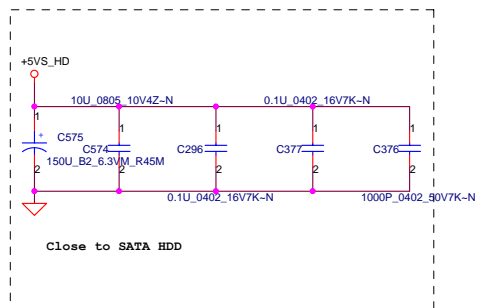 +5VS_HD
10U_0805_10V4Z~N
0.1U_0402_16V7K~N
1
1
1
1
1
+
C575
C574
C296
C377
C376
150U_B2_6.3VM_R45M
2
2
2
2
2
0.1U_0402_16V7K~N
1000P_0402_50V7K~N
Close to SATA HDD